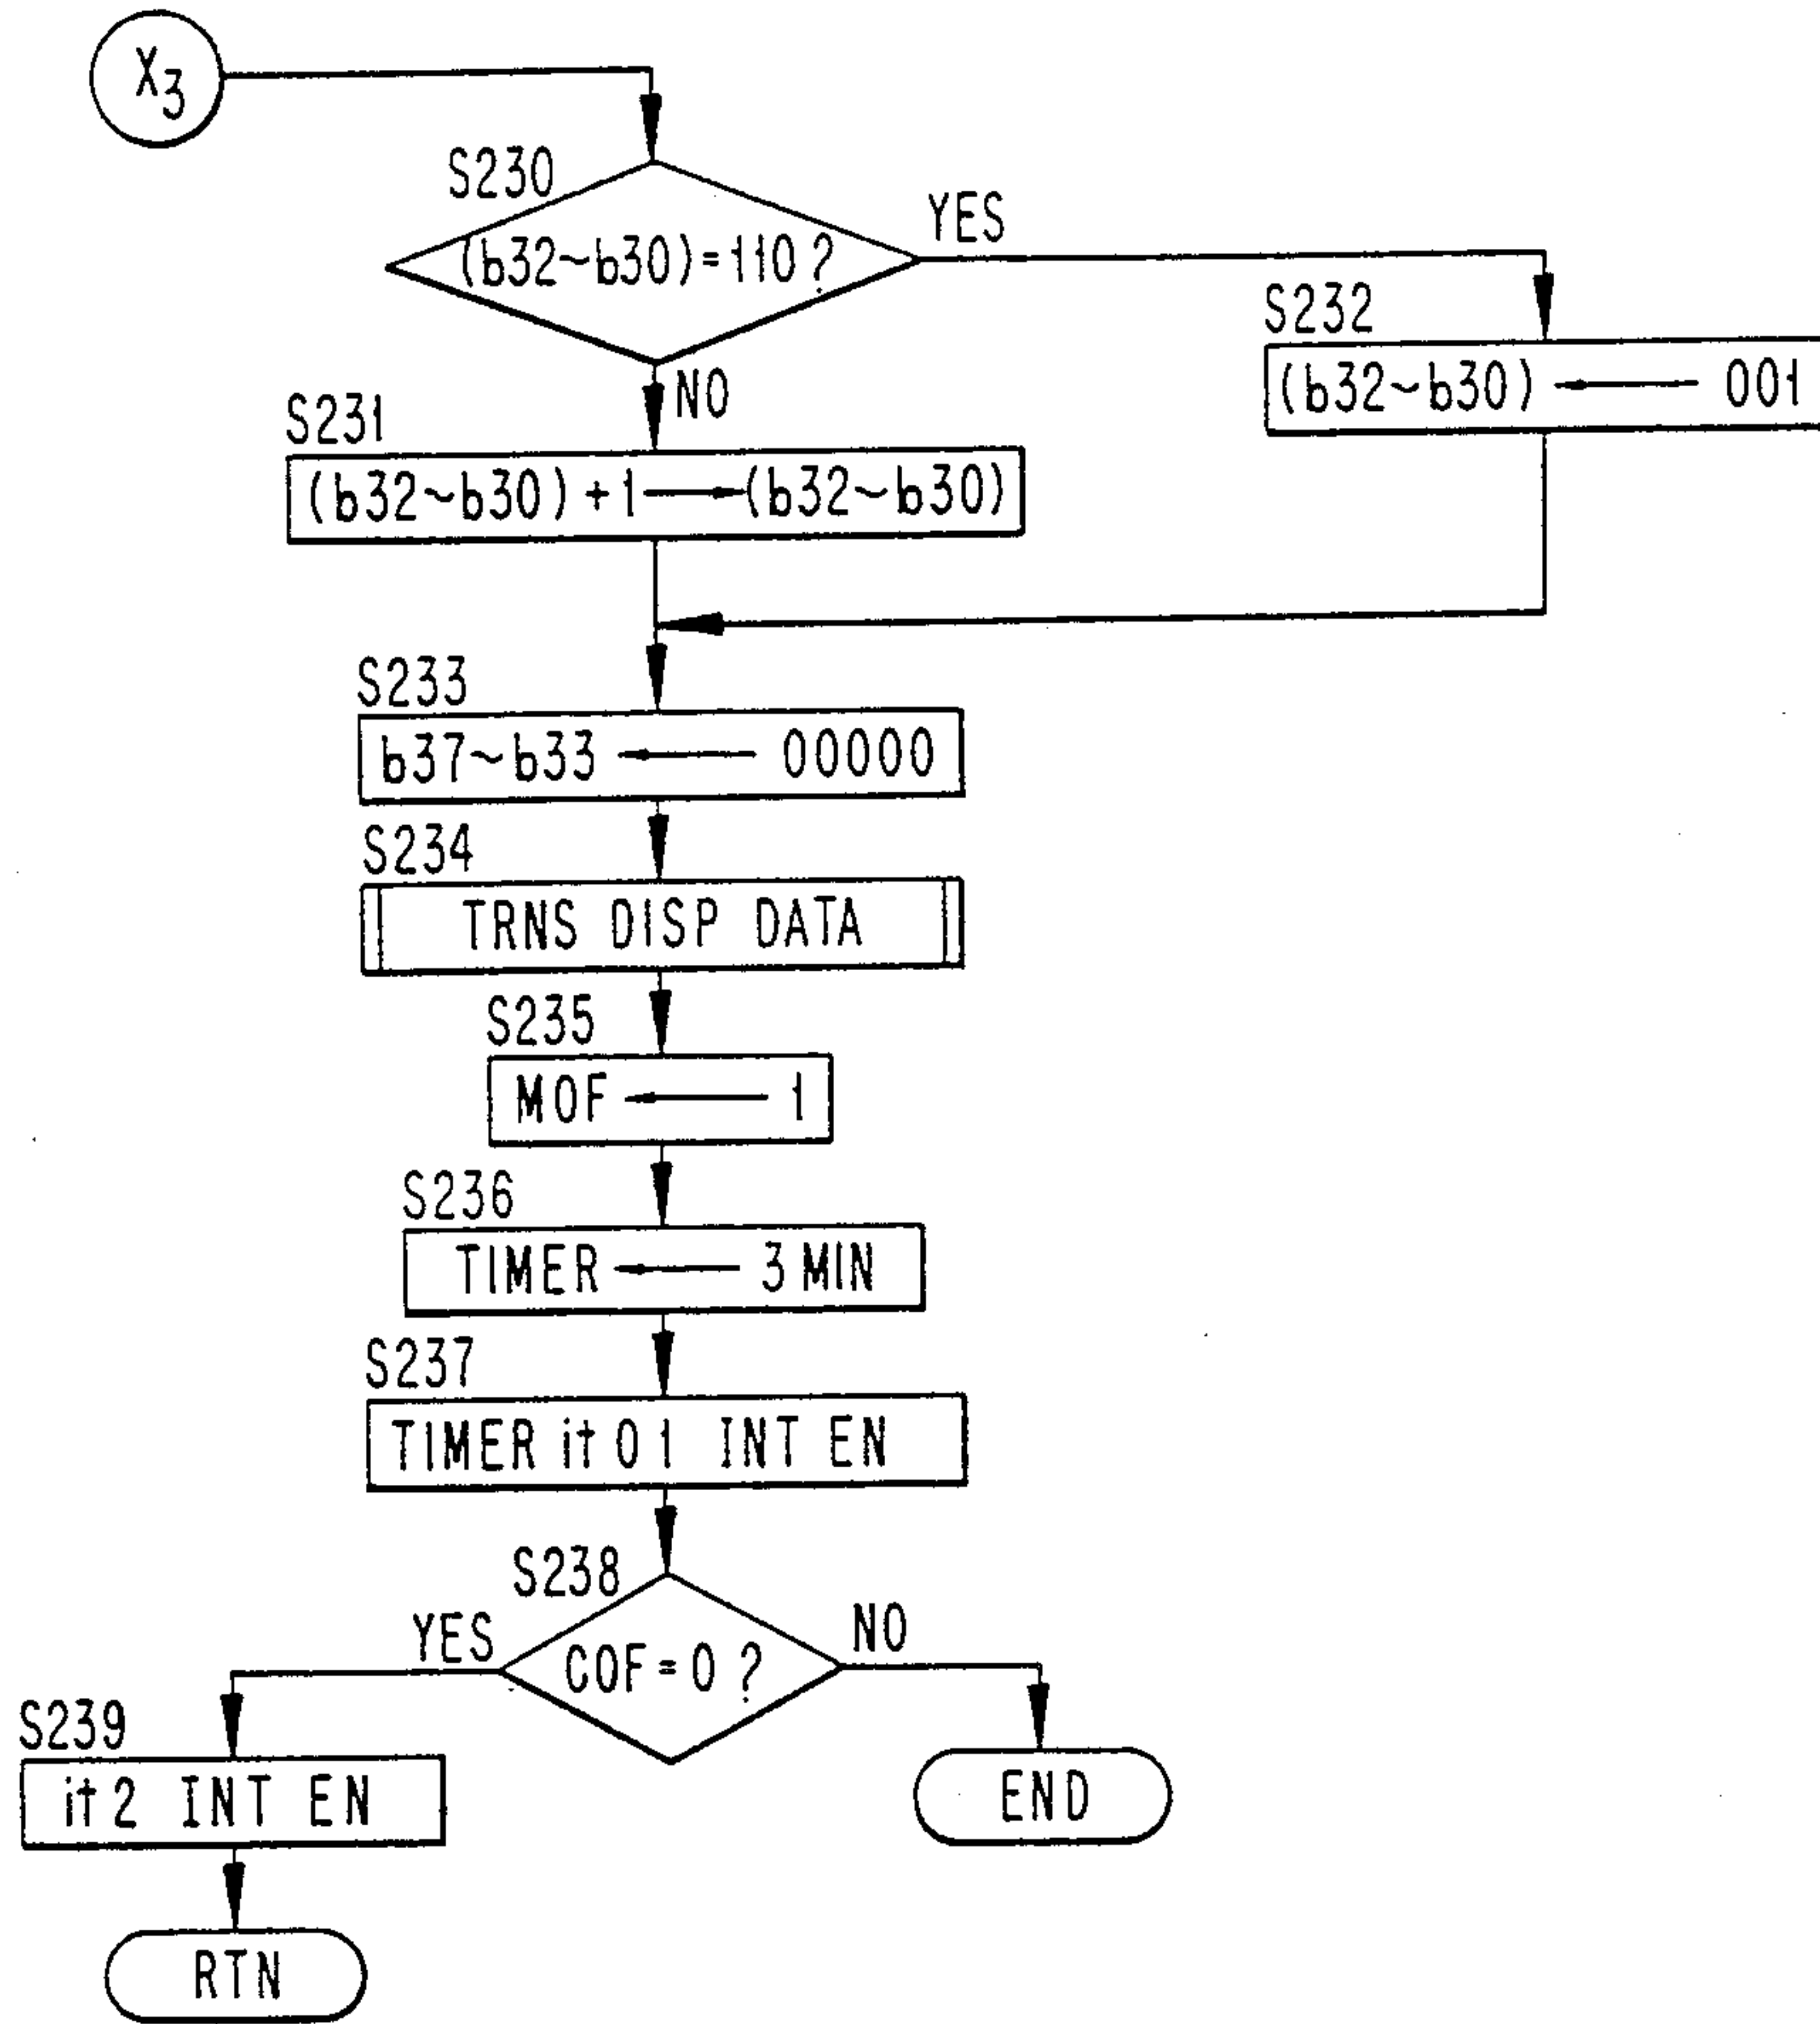 X3
S230
(b32~b30)=110?
YES
NO
S232
(b32~b30) ← 001
S231
(b32~b30)+1→(b32~b30)
S233
b37~b33 ← 00000
S234
TRNS DISP DATA
S235
MOF ← 1
S236
TIMER ← 3 MIN
S237
TIMER it 0 1 INT EN
S238
COF=0?
YES
NO
S239
it 2 INT EN
END
RTN